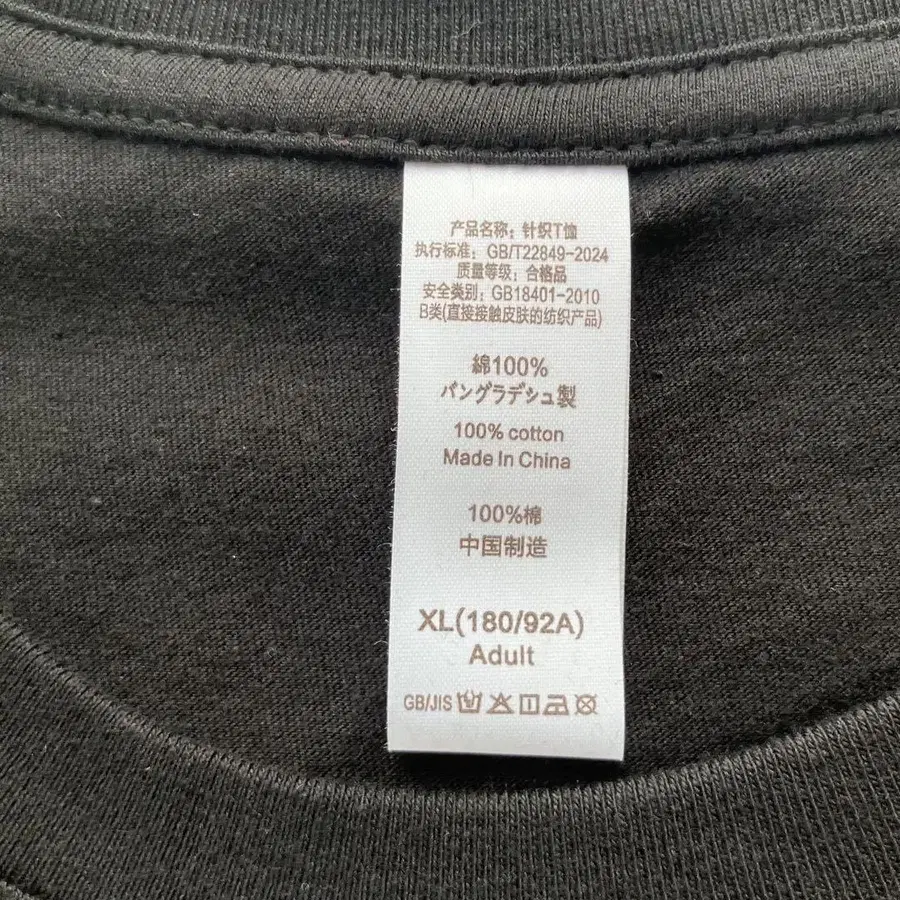 产品名称：针织T恤
执行标准：GB/T22849-2024
质量等级：合格品
安全类别：GB18401-2010
B类(直接接触皮肤的纺织产品)
綿100%
バングラデシュ製
100% cotton
Made In China
100%棉
中国制造
XL(180/92A)
Adult
GB/JIS